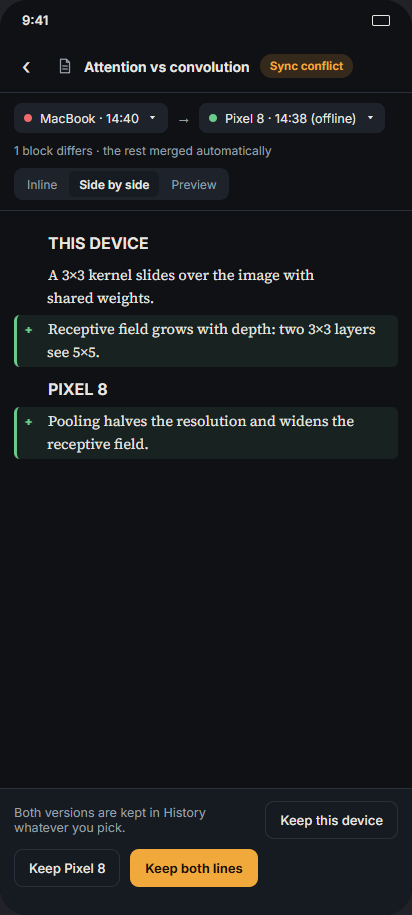 9:41
Attention vs convolution Sync conflict
MacBook · 14:40 → Pixel 8 · 14:38 (offline)
1 block differs · the rest merged automatically
Inline Side by side Preview
THIS DEVICE
A 3×3 kernel slides over the image with
shared weights.
+ Receptive field grows with depth: two 3×3 layers
see 5×5.
PIXEL 8
+ Pooling halves the resolution and widens the
receptive field.
Both versions are kept in History
whatever you pick.
Keep this device
Keep Pixel 8 Keep both lines